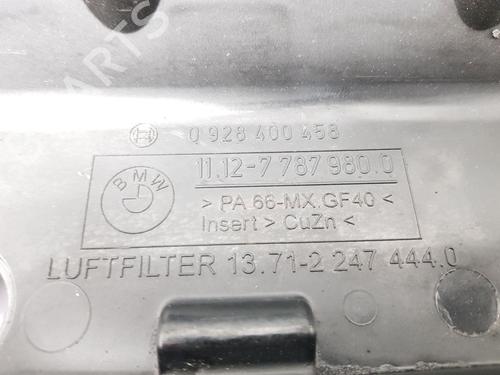 PARTS
0 928 400 458
BMW
11.12-7 787 980.0
> PA 66-MX.GF40 <
Insert > CuZn <
LUFTFILTER 13.71-2 247 444.0